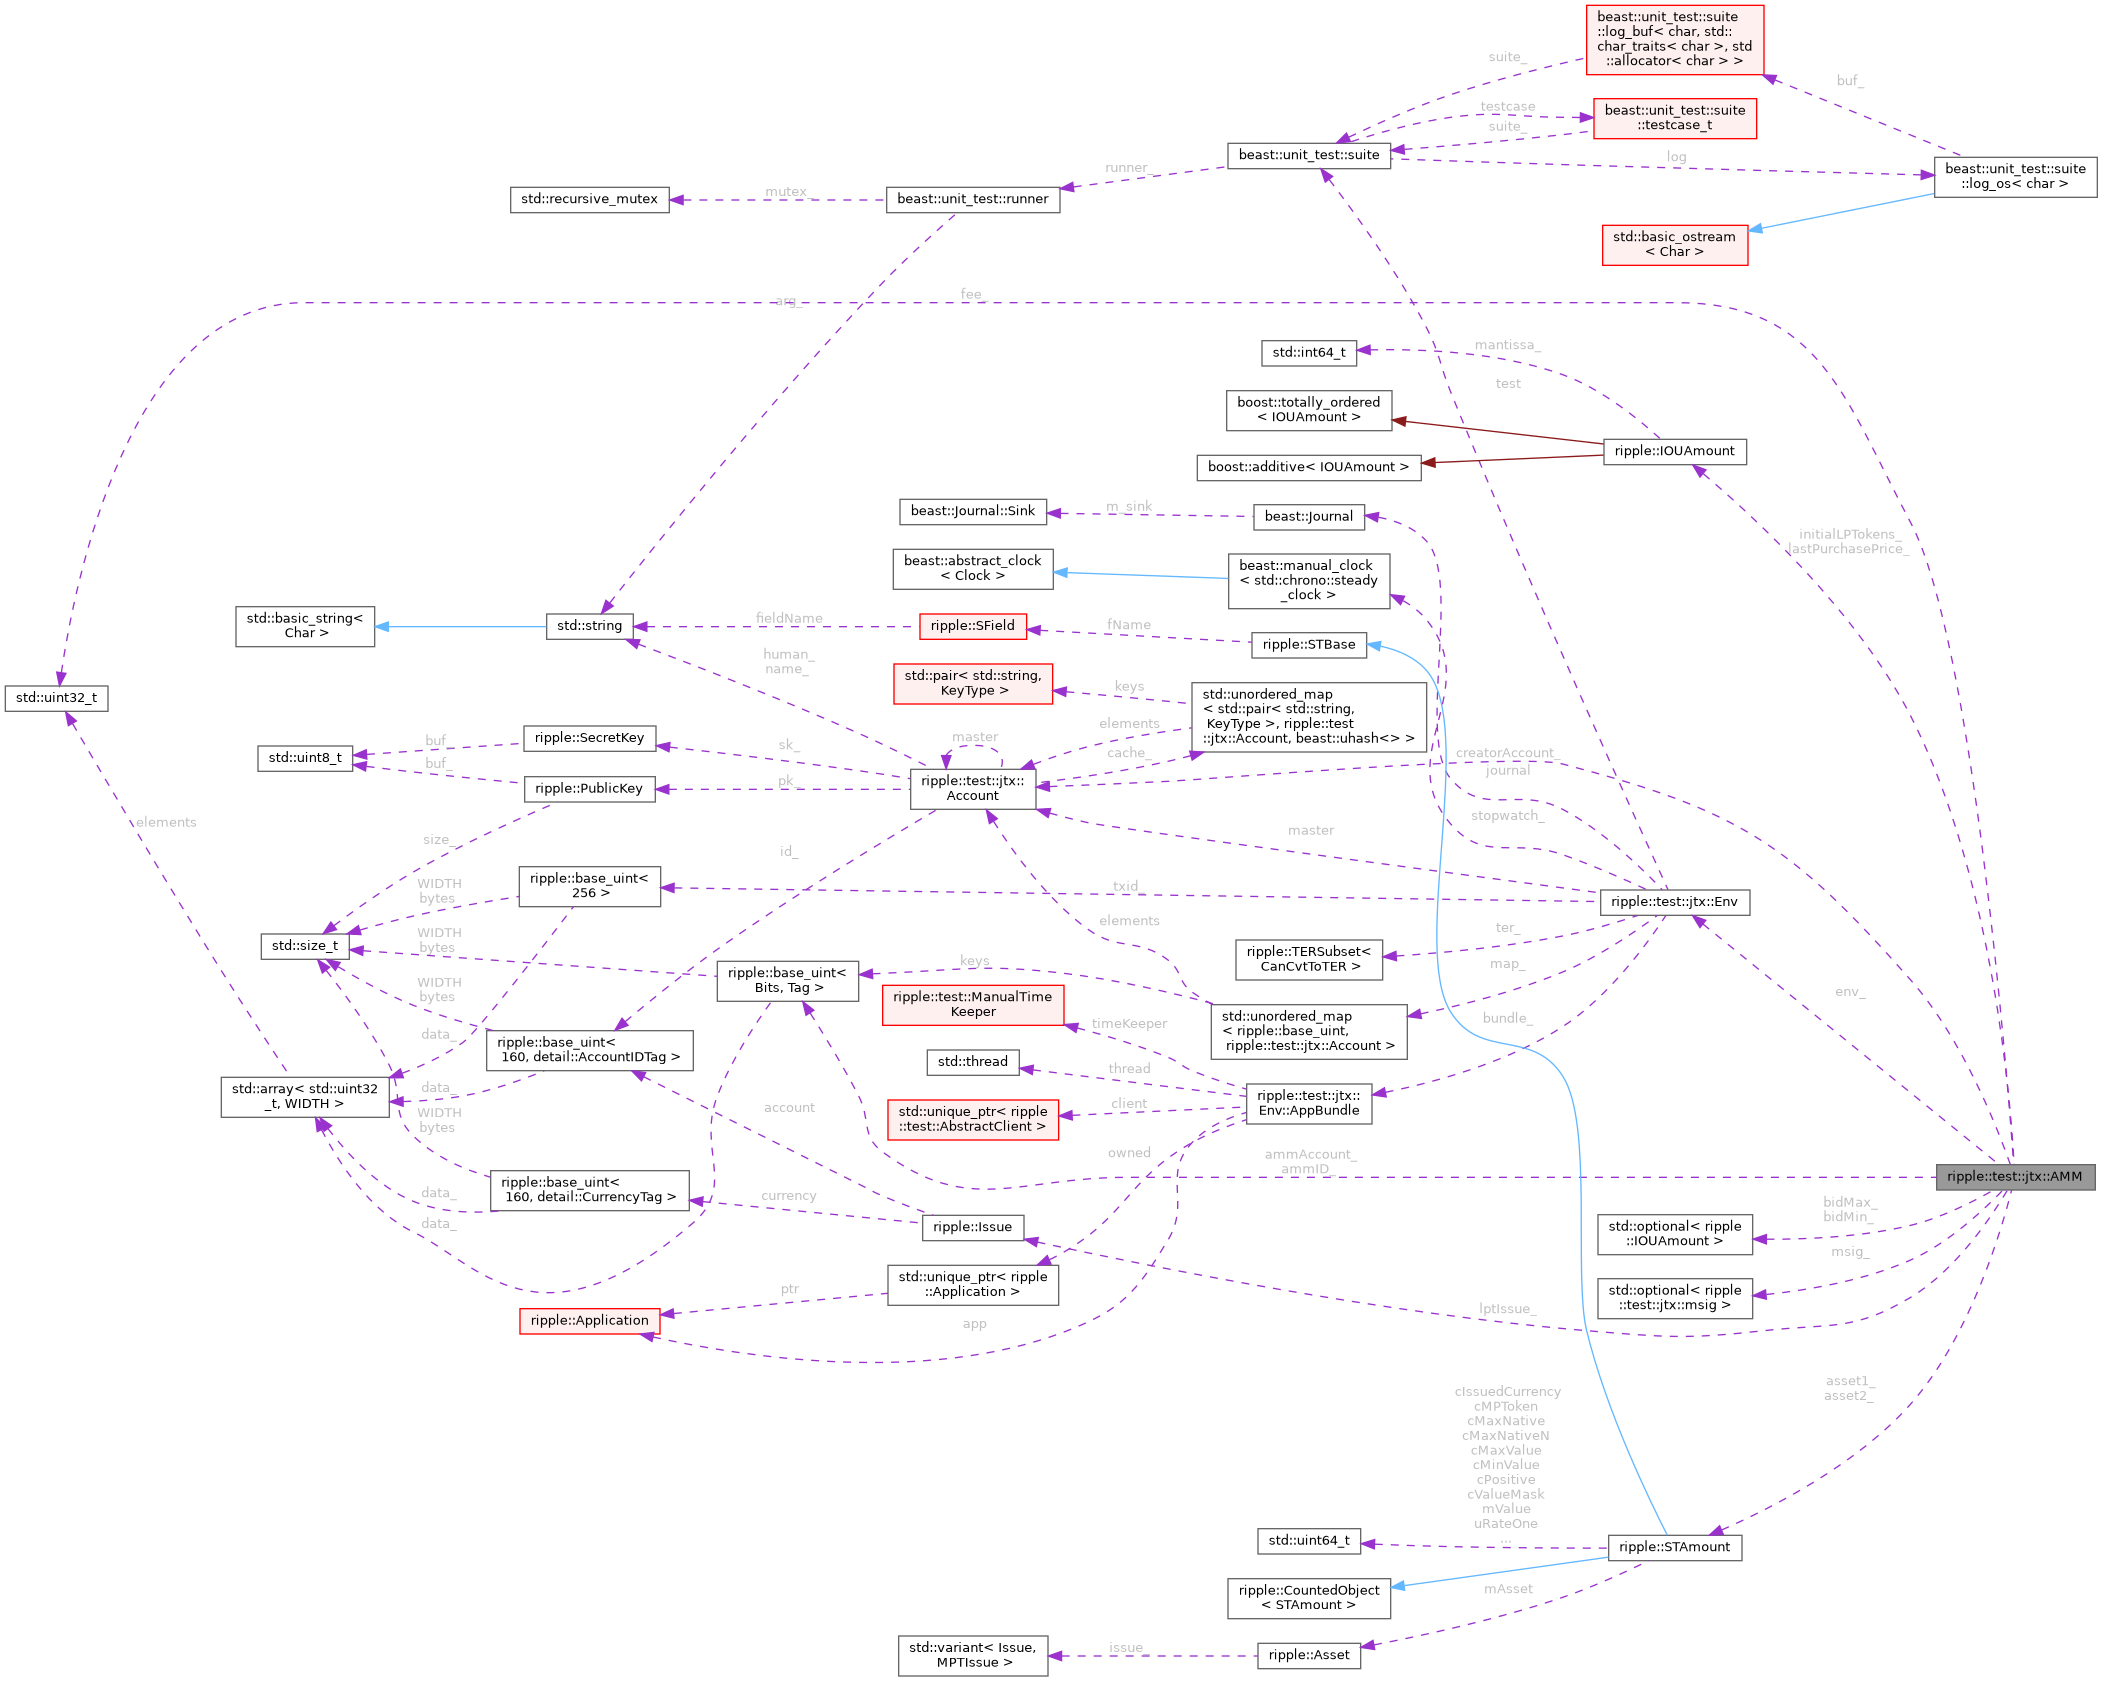 beast::unit_test::suite
::log_buf< char, std::
char_traits< char >, std
::allocator< char > >
suite_
buf_
testcase
beast::unit_test::suite
::testcase_t
suite_
beast::unit_test::suite
log
beast::unit_test::suite
::log_os< char >
runner_
mutex_
std::recursive_mutex
beast::unit_test::runner
std::basic_ostream
< Char >
arg_
fee_
std::int64_t
mantissa_
test
boost::totally_ordered
< IOUAmount >
ripple::IOUAmount
boost::additive< IOUAmount >
beast::Journal::Sink
m_sink
beast::Journal
initialLPTokens_
lastPurchasePrice_
beast::abstract_clock
< Clock >
beast::manual_clock
< std::chrono::steady
_clock >
std::basic_string<
Char >
std::string
fieldName
ripple::SField
fName
ripple::STBase
human_
name_
std::pair< std::string,
KeyType >
keys
std::unordered_map
< std::pair< std::string,
KeyType >, ripple::test
::jtx::Account, beast::uhash<> >
std::uint32_t
elements
cache_
master
ripple::SecretKey
buf_
std::uint8_t
buf_
sk_
ripple::test::jtx::
Account
creatorAccount_
journal
ripple::PublicKey
pk_
stopwatch_
elements
size_
id_
master
WIDTH
bytes
ripple::base_uint<
256 >
txid_
ripple::test::jtx::Env
elements
WIDTH
bytes
std::size_t
ter_
ripple::TERSubset<
CanCvtToTER >
keys
map_
ripple::base_uint<
Bits, Tag >
WIDTH
bytes
env_
ripple::test::ManualTime
Keeper
std::unordered_map
< ripple::base_uint,
ripple::test::jtx::Account >
bundle_
timeKeeper
data_
ripple::base_uint<
160, detail::AccountIDTag >
std::thread
thread
std::array< std::uint32
_t, WIDTH >
data_
std::unique_ptr< ripple
::test::AbstractClient >
client
ripple::test::jtx::
Env::AppBundle
account
WIDTH
bytes
owned
ammAccount_
ammID_
ripple::test::jtx::AMM
ripple::base_uint<
160, detail::CurrencyTag >
data_
currency
ripple::Issue
bidMax_
bidMin_
data_
std::optional< ripple
::IOUAmount >
msig_
std::unique_ptr< ripple
::Application >
ptr
std::optional< ripple
::test::jtx::msig >
lptIssue_
ripple::Application
app
asset1_
asset2_
cIssuedCurrency
cMPToken
cMaxNative
cMaxNativeN
cMaxValue
cMinValue
cPositive
cValueMask
mValue
uRateOne
...
std::uint64_t
ripple::STAmount
ripple::CountedObject
< STAmount >
mAsset
std::variant< Issue,
MPTIssue >
issue_
ripple::Asset